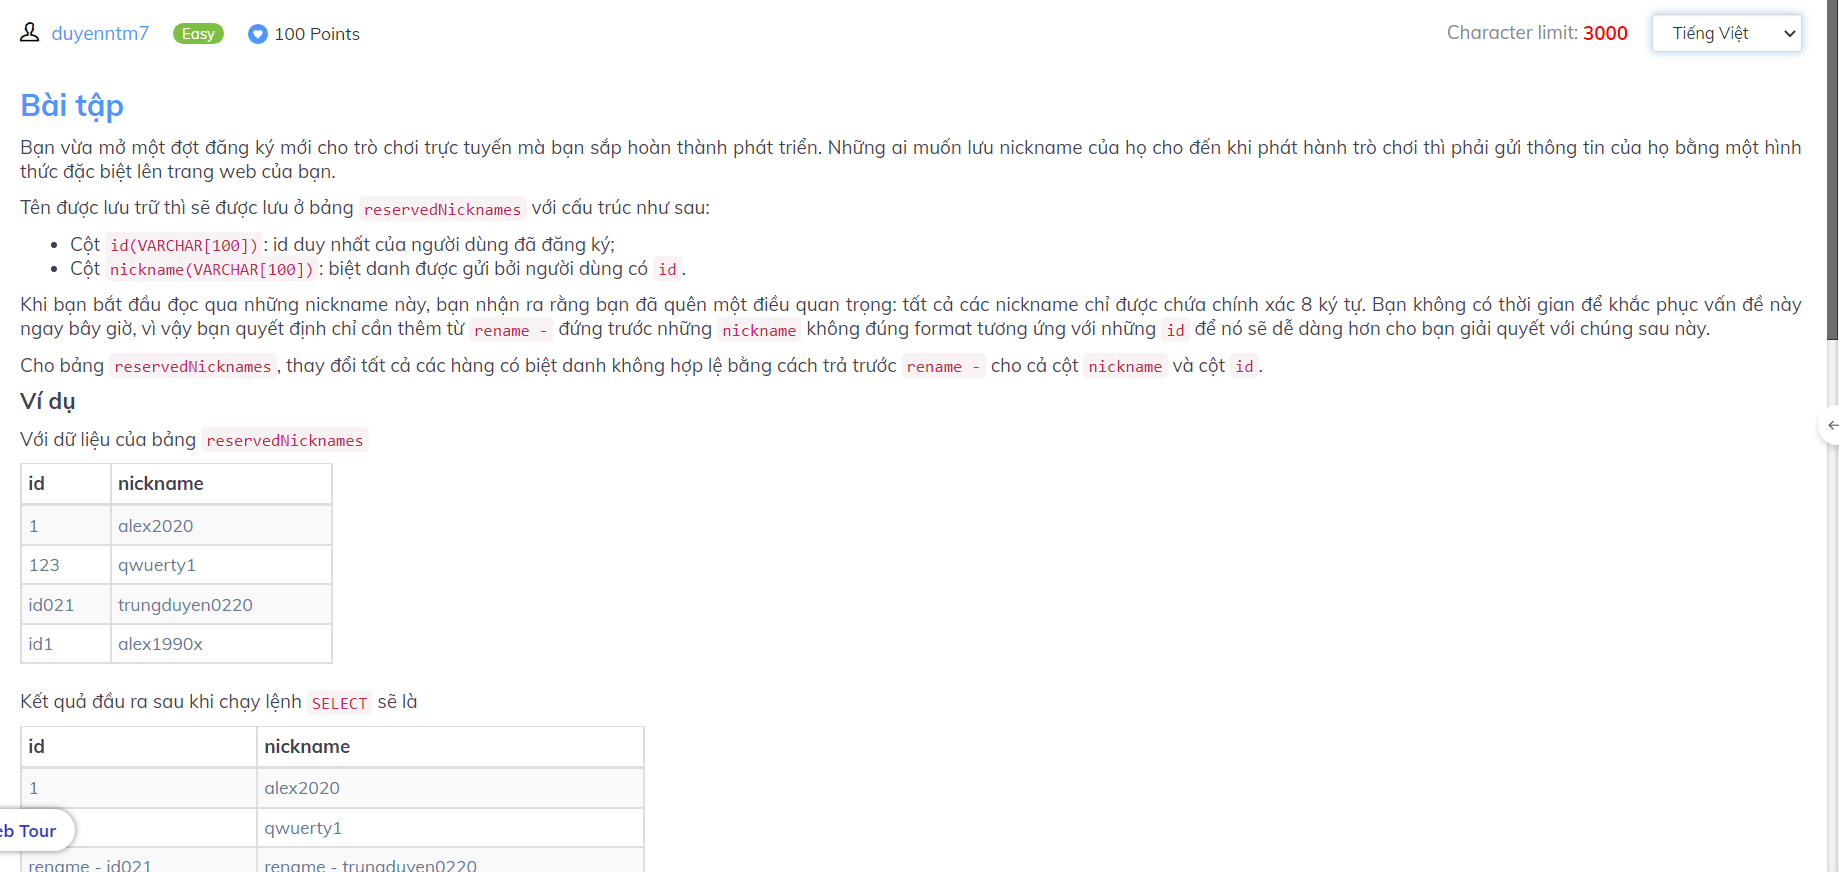 duyenntm7 Easy 100 Points Character limit: 3000 Tiếng Việt
Bài tập
Bạn vừa mở một đợt đăng ký mới cho trò chơi trực tuyến mà bạn sắp hoàn thành phát triển. Những ai muốn lưu nickname của họ cho đến khi phát hành trò chơi thì phải gửi thông tin của họ bằng một hình
thức đặc biệt lên trang web của bạn.
Tên được lưu trữ thì sẽ được lưu ở bảng reservedNicknames với cấu trúc như sau:
• Cột id(VARCHAR[100]) : id duy nhất của người dùng đã đăng ký;
• Cột nickname(VARCHAR[100]) : biệt danh được gửi bởi người dùng có id .
Khi bạn bắt đầu đọc qua những nickname này, bạn nhận ra rằng bạn đã quên một điều quan trọng: tất cả các nickname chỉ được chứa chính xác 8 ký tự. Bạn không có thời gian để khắc phục vấn đề này
ngay bây giờ, vì vậy bạn quyết định chỉ cần thêm từ rename - đứng trước những nickname không đúng format tương ứng với những id để nó sẽ dễ dàng hơn cho bạn giải quyết với chúng sau này.
Cho bảng reservedNicknames , thay đổi tất cả các hàng có biệt danh không hợp lệ bằng cách trả trước rename - cho cả cột nickname và cột id .
Ví dụ
Với dữ liệu của bảng reservedNicknames
id nickname
1 alex2020
123 qwuerty1
id021 trungduyen0220
id1 alex1990x
Kết quả đầu ra sau khi chạy lệnh SELECT sẽ là
id nickname
1 alex2020
qwuerty1
eb Tour
rename - id021 rename - trungduyen0220